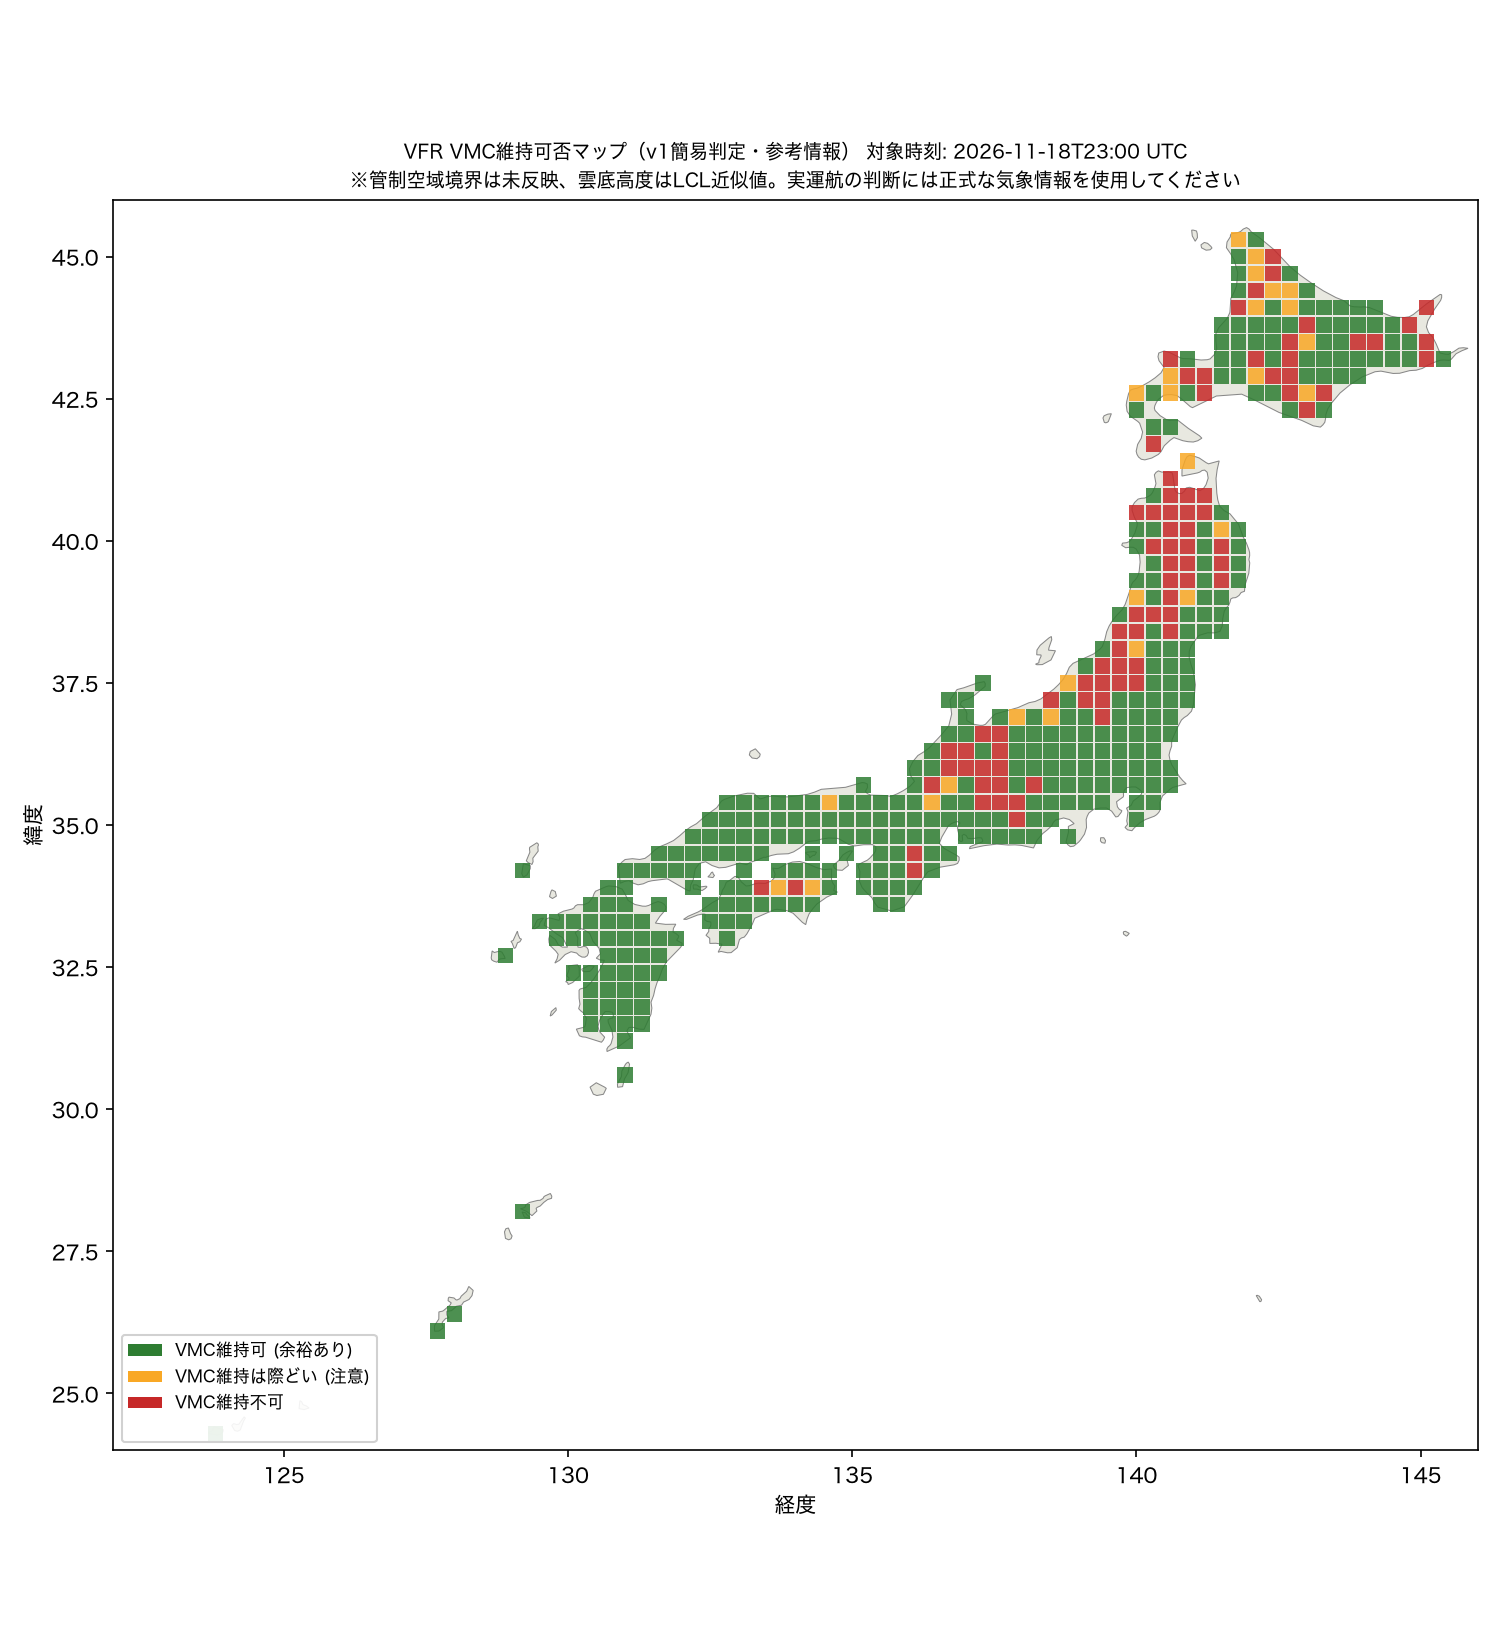 VFR VMC維持可否マップ（v1簡易判定・参考情報） 対象時刻: 2026-11-18T23:00 UTC
※管制空域境界は未反映、雲底高度はLCL近似値。実運航の判断には正式な気象情報を使用してください
45.0
42.5
40.0
37.5
35.0
32.5
30.0
27.5
25.0
緯度
VMC維持可 (余裕あり)
VMC維持は際どい (注意)
VMC維持不可
125
130
135
140
145
経度